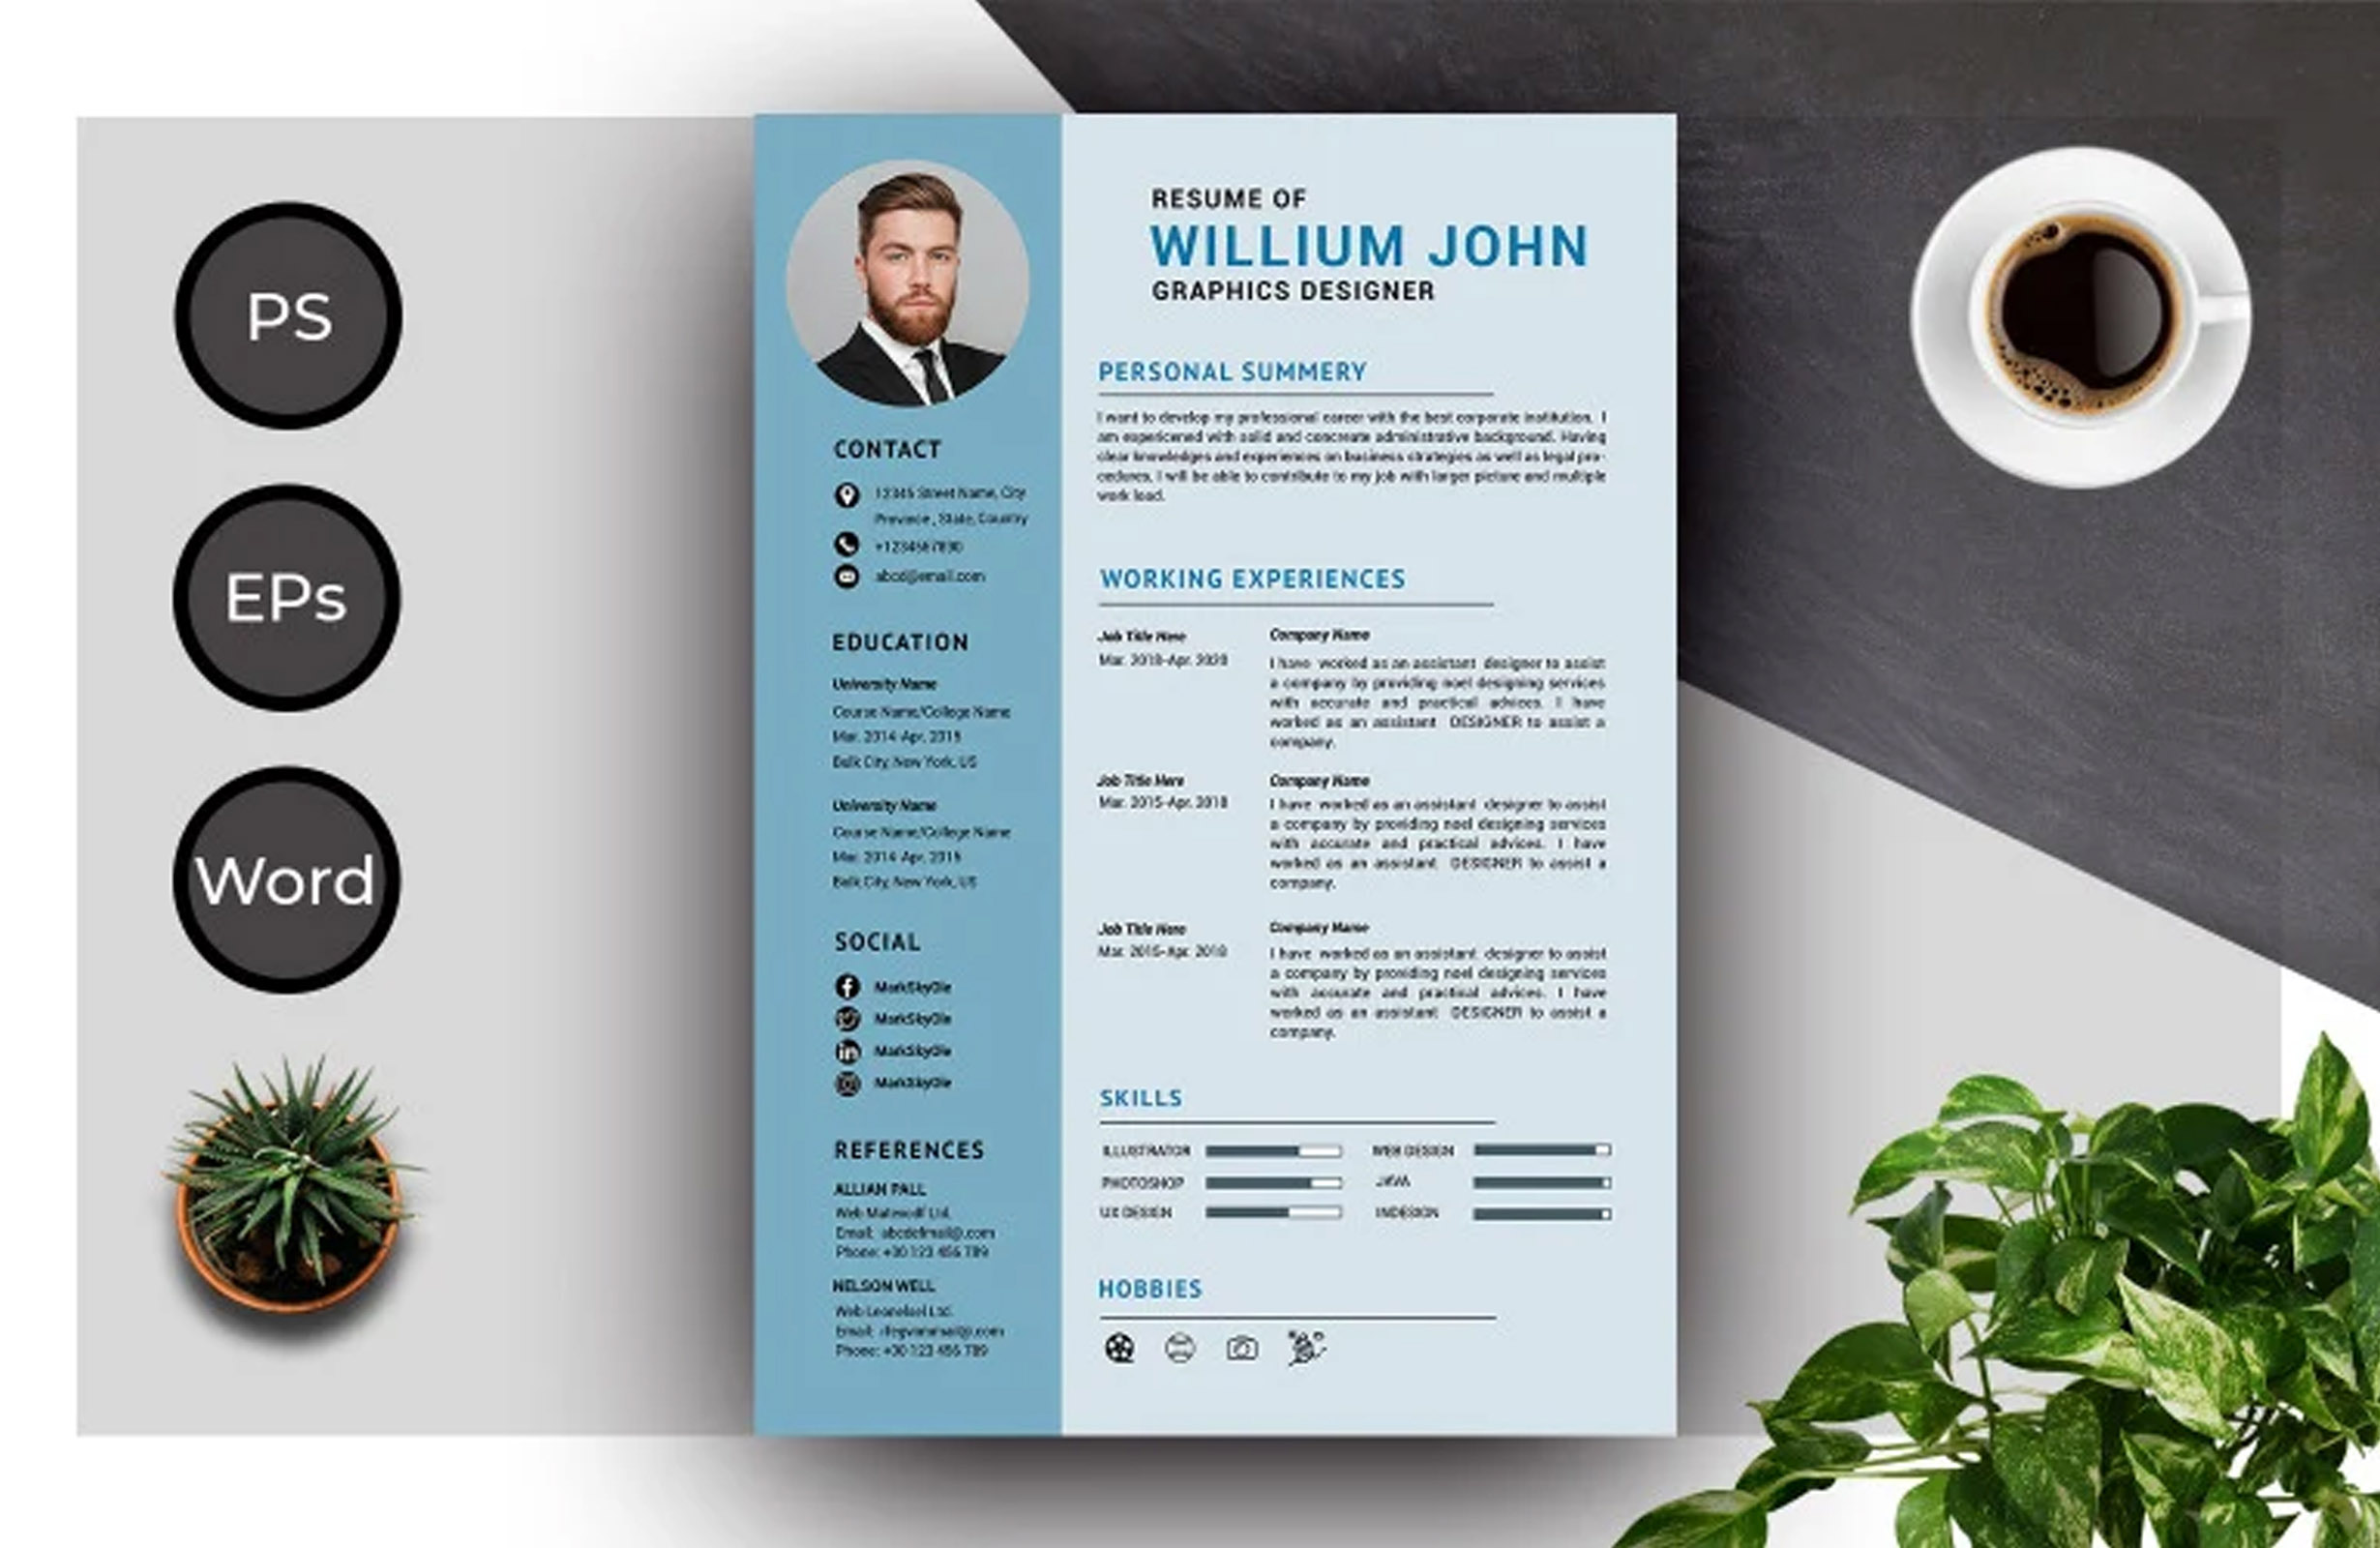 PS
EPs
Word
CONTACT
12345 Street Name, City
Province , State, Country
+1234567890
abcd@email.com
EDUCATION
University Name
Course Name/College Name
Mar. 2014-Apr. 2015
Belk City, New York, US
University Name
Course Name/College Name
Mar. 2014-Apr. 2015
Belk City, New York, US
SOCIAL
MarkSkyOle
MarkSkyOle
MarkSkyOle
MarkSkyOle
REFERENCES
ALLIAN PALL
Web Ltd.
Email:
Phone: +00 123 456 789
NELSON WELL
Web Ltd.
Email:
Phone: +00 123 456 789
RESUME OF
WILLIUM JOHN
GRAPHICS DESIGNER
PERSONAL SUMMERY
I want to develop my professional career with the best corporate institution. I
am expericened with solid and concreate administrative background. Having
clear knowledges and experiences on business strategies as well as legal pro-
cedures, I will be able to contribute to my job with larger picture and multiple
work load.
WORKING EXPERIENCES
Job Title Here
Mar. 2018-Apr. 2020
Company Name
I have worked as an assistant designer to assist
a company by providing noel designing services
with accurate and practical advices. I have
worked as an assistant DESIGNER to assist a
company.
Job Title Here
Mar. 2015-Apr. 2018
Company Name
I have worked as an assistant designer to assist
a company by providing noel designing services
with accurate and practical advices. I have
worked as an assistant DESIGNER to assist a
company.
Job Title Here
Mar. 2015-Apr. 2018
Company Name
I have worked as an assistant designer to assist
a company by providing noel designing services
with accurate and practical advices. I have
worked as an assistant DESIGNER to assist a
company.
SKILLS
ILLUSTRATOR
WEB DESIGN
PHOTOSHOP
JAVA
UX DESIGN
INDESIGN
HOBBIES